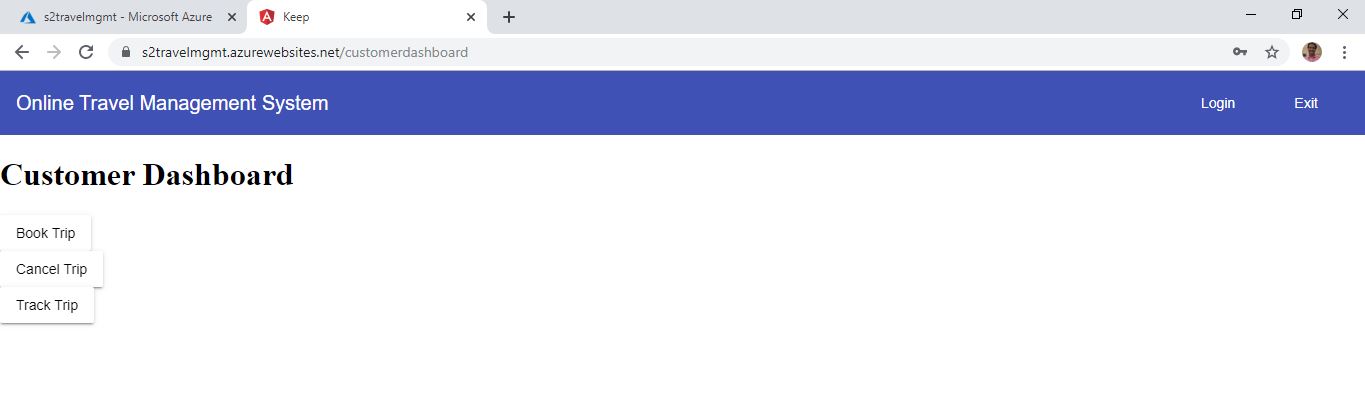 s2travelmgmt - Microsoft Azure
Keep
s2travelmgmt.azurewebsites.net/customerdashboard
Online Travel Management System
Login
Exit
Customer Dashboard
Book Trip
Cancel Trip
Track Trip